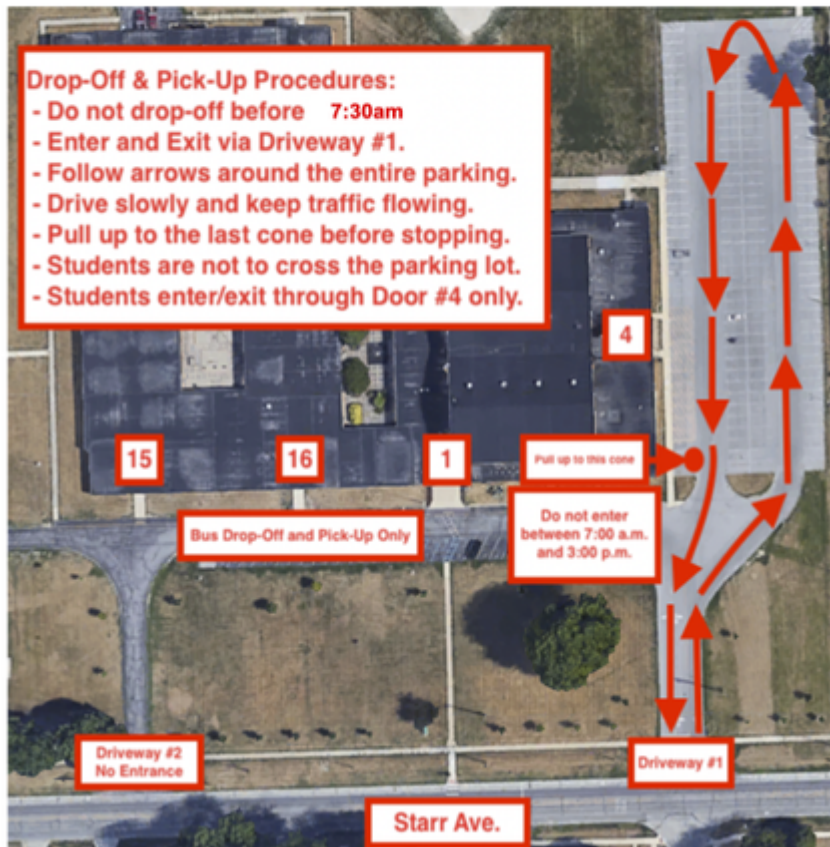 Drop-Off & Pick-Up Procedures:
- Do not drop-off before 7:30am
- Enter and Exit via Driveway #1.
- Follow arrows around the entire parking.
- Drive slowly and keep traffic flowing.
- Pull up to the last cone before stopping.
- Students are not to cross the parking lot.
- Students enter/exit through Door #4 only.
4
15
16
1
Pull up to this cone
Bus Drop-Off and Pick-Up Only
Do not enter
between 7:00 a.m.
and 3:00 p.m.
Driveway #2
No Entrance
Driveway #1
Starr Ave.